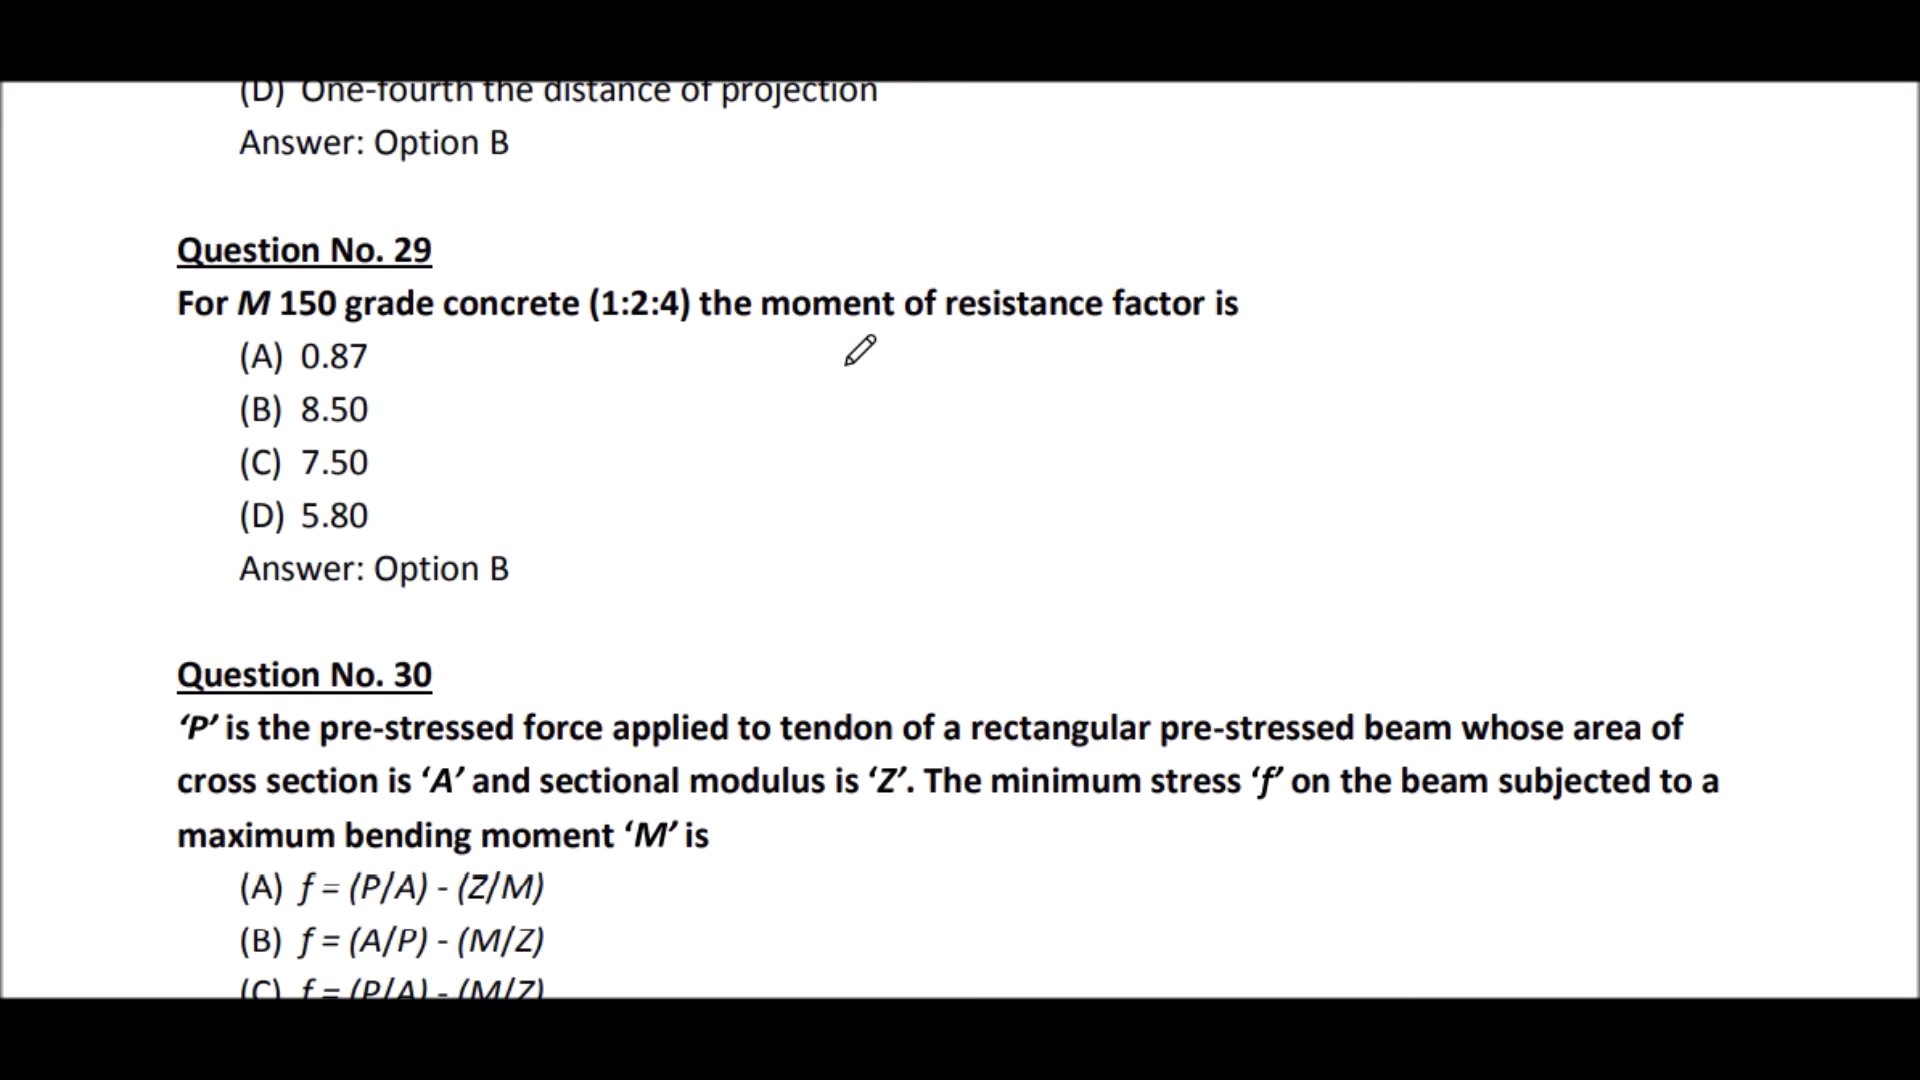 (D) One-fourth the distance of projection
Answer: Option B
Question No. 29
For M 150 grade concrete (1:2:4) the moment of resistance factor is
(A) 0.87
(B) 8.50
(C) 7.50
(D) 5.80
Answer: Option B
Question No. 30
‘P’ is the pre-stressed force applied to tendon of a rectangular pre-stressed beam whose area of
cross section is ‘A’ and sectional modulus is ‘Z’. The minimum stress ‘f’ on the beam subjected to a
maximum bending moment ‘M’ is
(A) f = (P/A) - (Z/M)
(B) f = (A/P) - (M/Z)
(C) f = (P/A) - (M/Z)